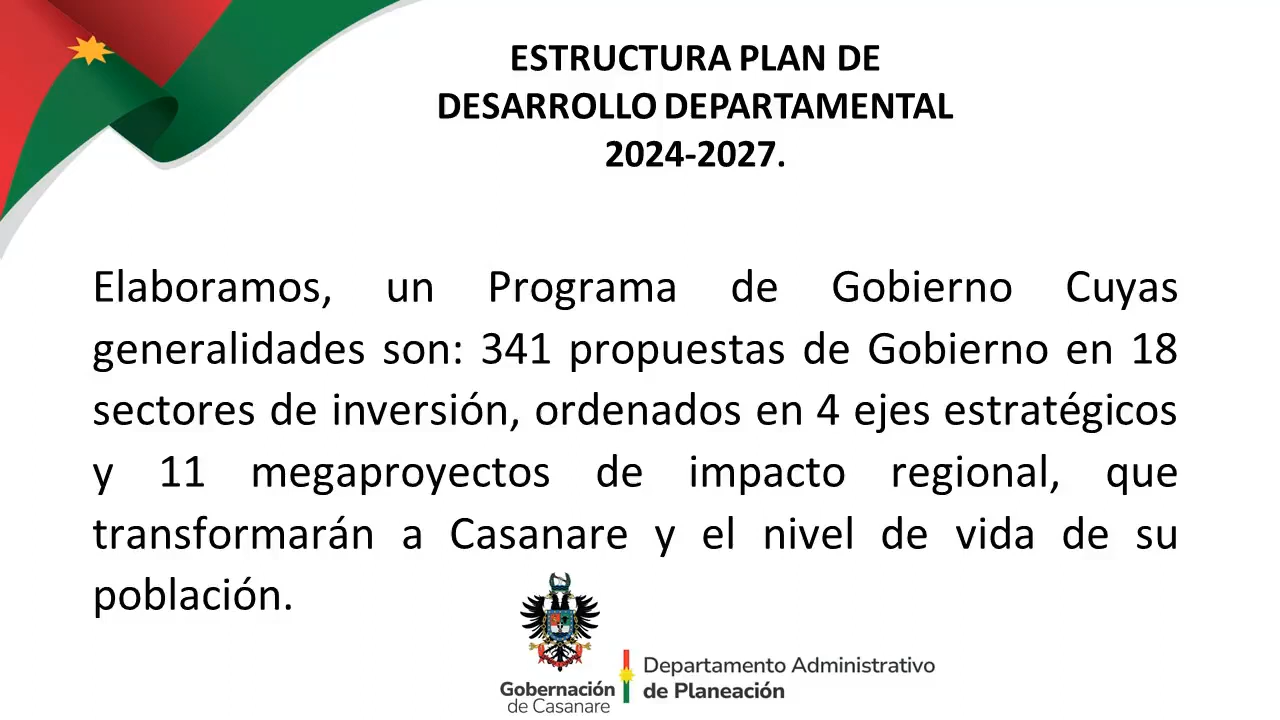 ESTRUCTURA PLAN DE
DESARROLLO DEPARTAMENTAL
2024-2027.
Elaboramos, un Programa de Gobierno Cuyas
generalidades son: 341 propuestas de Gobierno en 18
sectores de inversión, ordenados en 4 ejes estratégicos
y 11 megaproyectos de impacto regional, que
transformarán a Casanare y el nivel de vida de su
población.
Gobernación
de Casanare
Departamento Administrativo
de Planeación